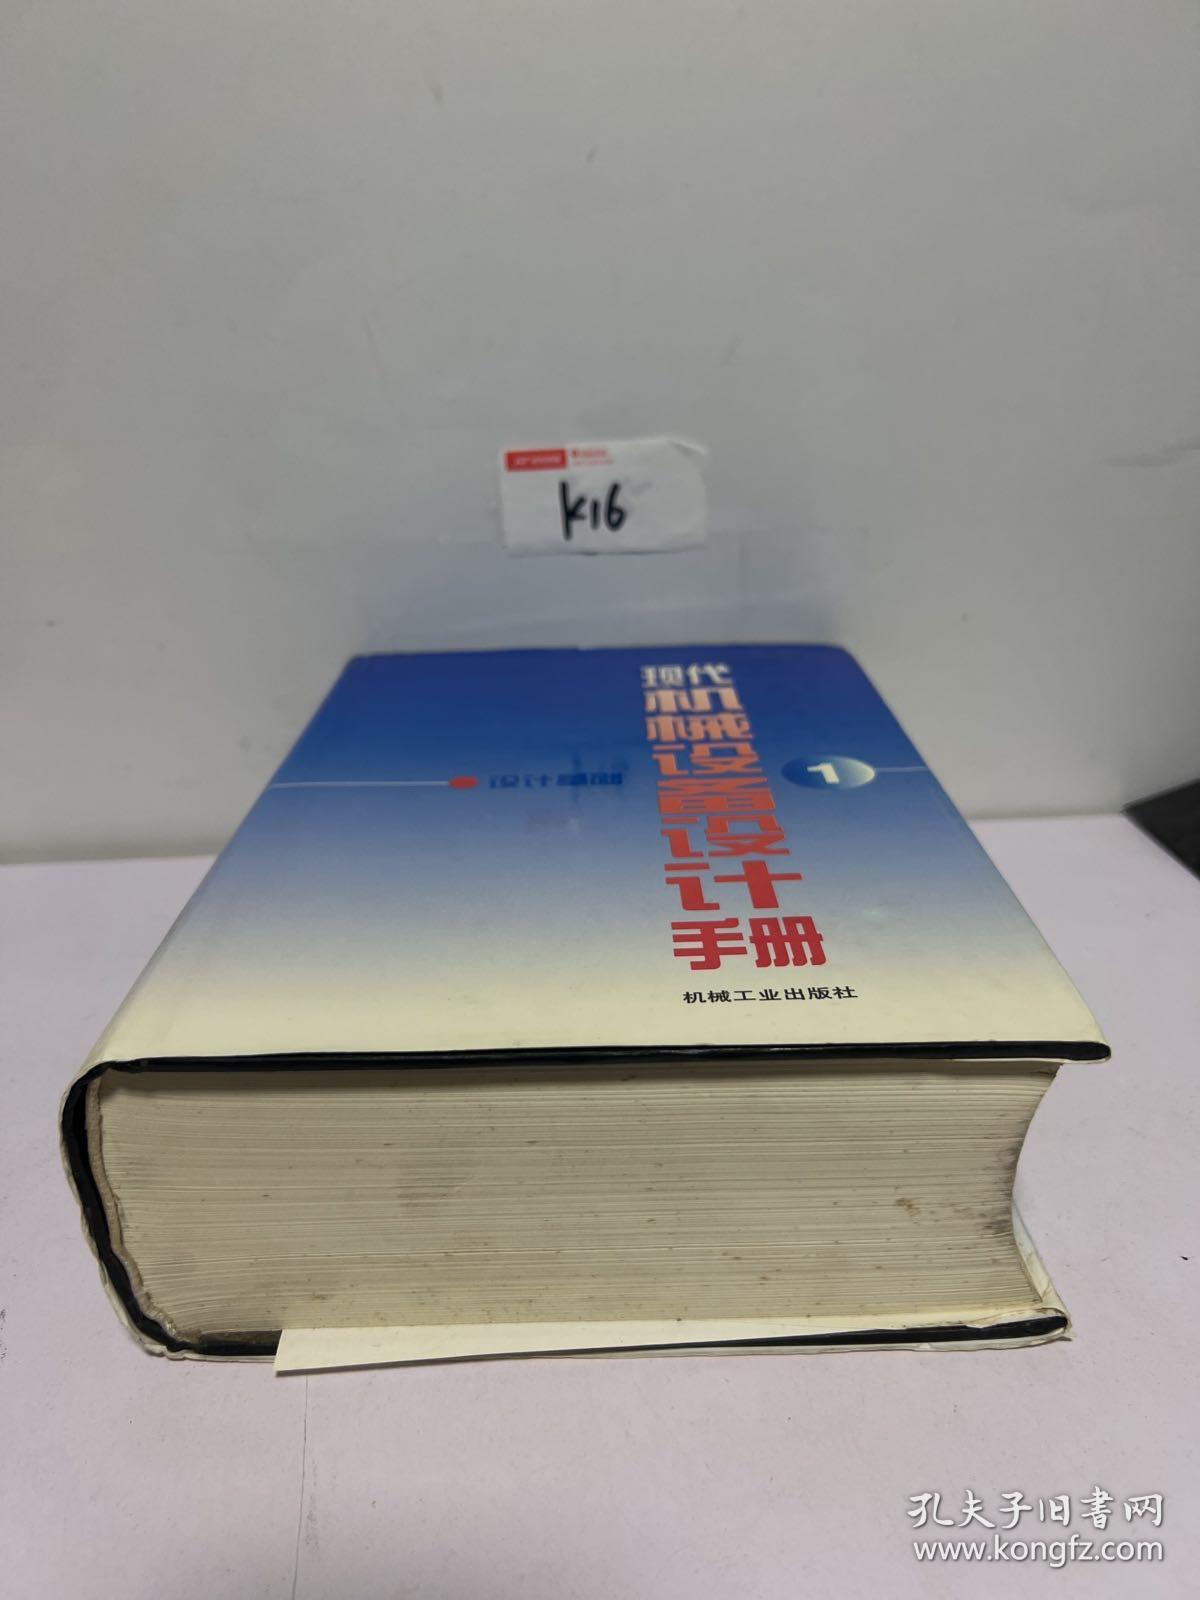 k16
现代
机械设备设计
手册
1
设计基础
机械工业出版社
孔夫子旧书网
www.kongfz.com